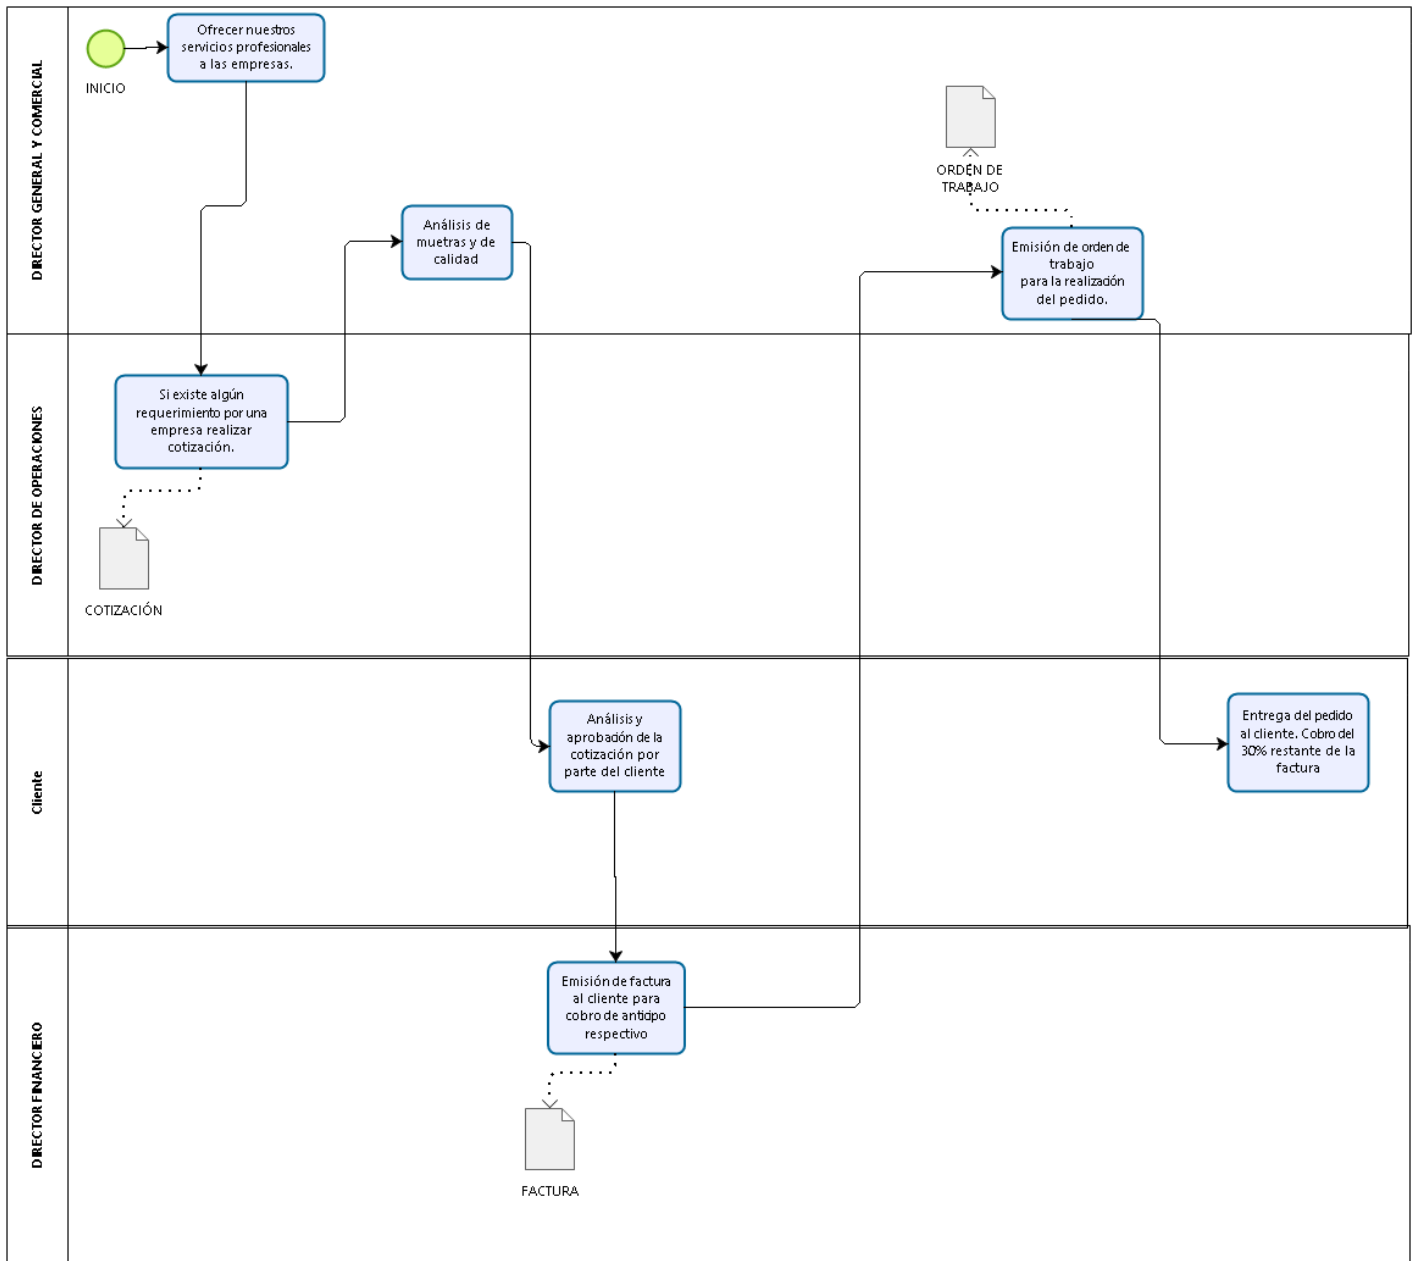 DIRECTOR GENERAL Y COMERCIAL
INICIO
Ofrecer nuestros
servicios profesionales
a las empresas.
ORDEN DE
TRABAJO
Análisis de
muetras y de
calidad
Emisión de orden de
trabajo
para la realización
del pedido.
DIRECTOR DE OPERACIONES
Si existe algún
requerimiento por una
empresa realizar
cotización.
COTIZACIÓN
Cliente
Análisis y
aprobación de la
cotización por
parte del cliente
Entrega del pedido
al cliente. Cobro del
30% restante de la
factura
DIRECTOR FINANCIERO
Emisión de factura
al cliente para
cobro de anticipo
respectivo
FACTURA